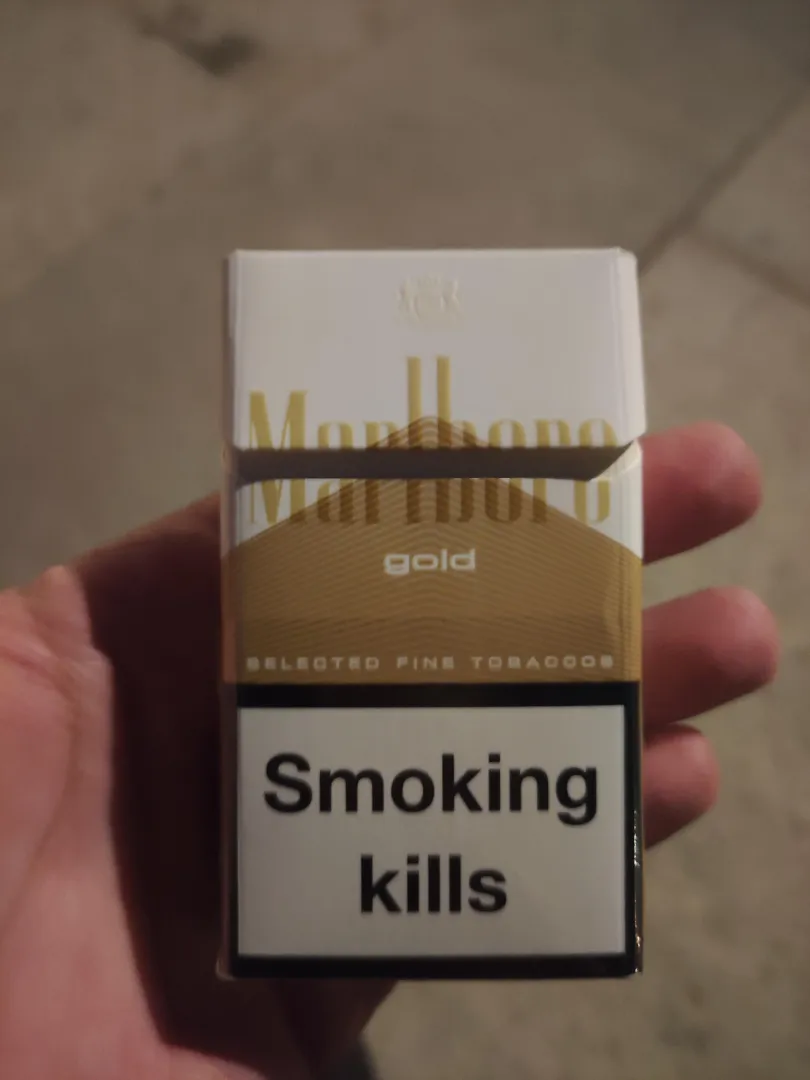 Marlboro
gold
SELECTED FINE TOBACCOS
Smoking
kills